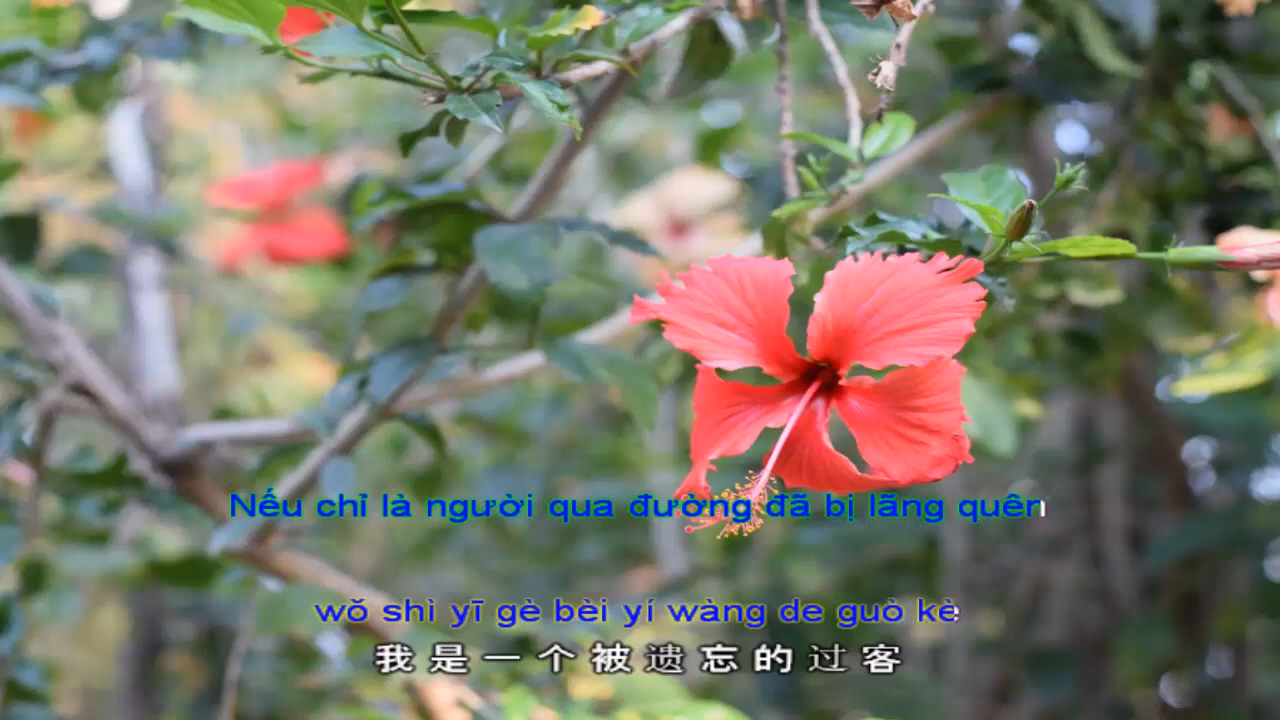 Nếu chỉ là người qua đường đã bị lãng quên
wǒ shì yī gè bèi yí wàng de guò kè
我是一个被遗忘的过客